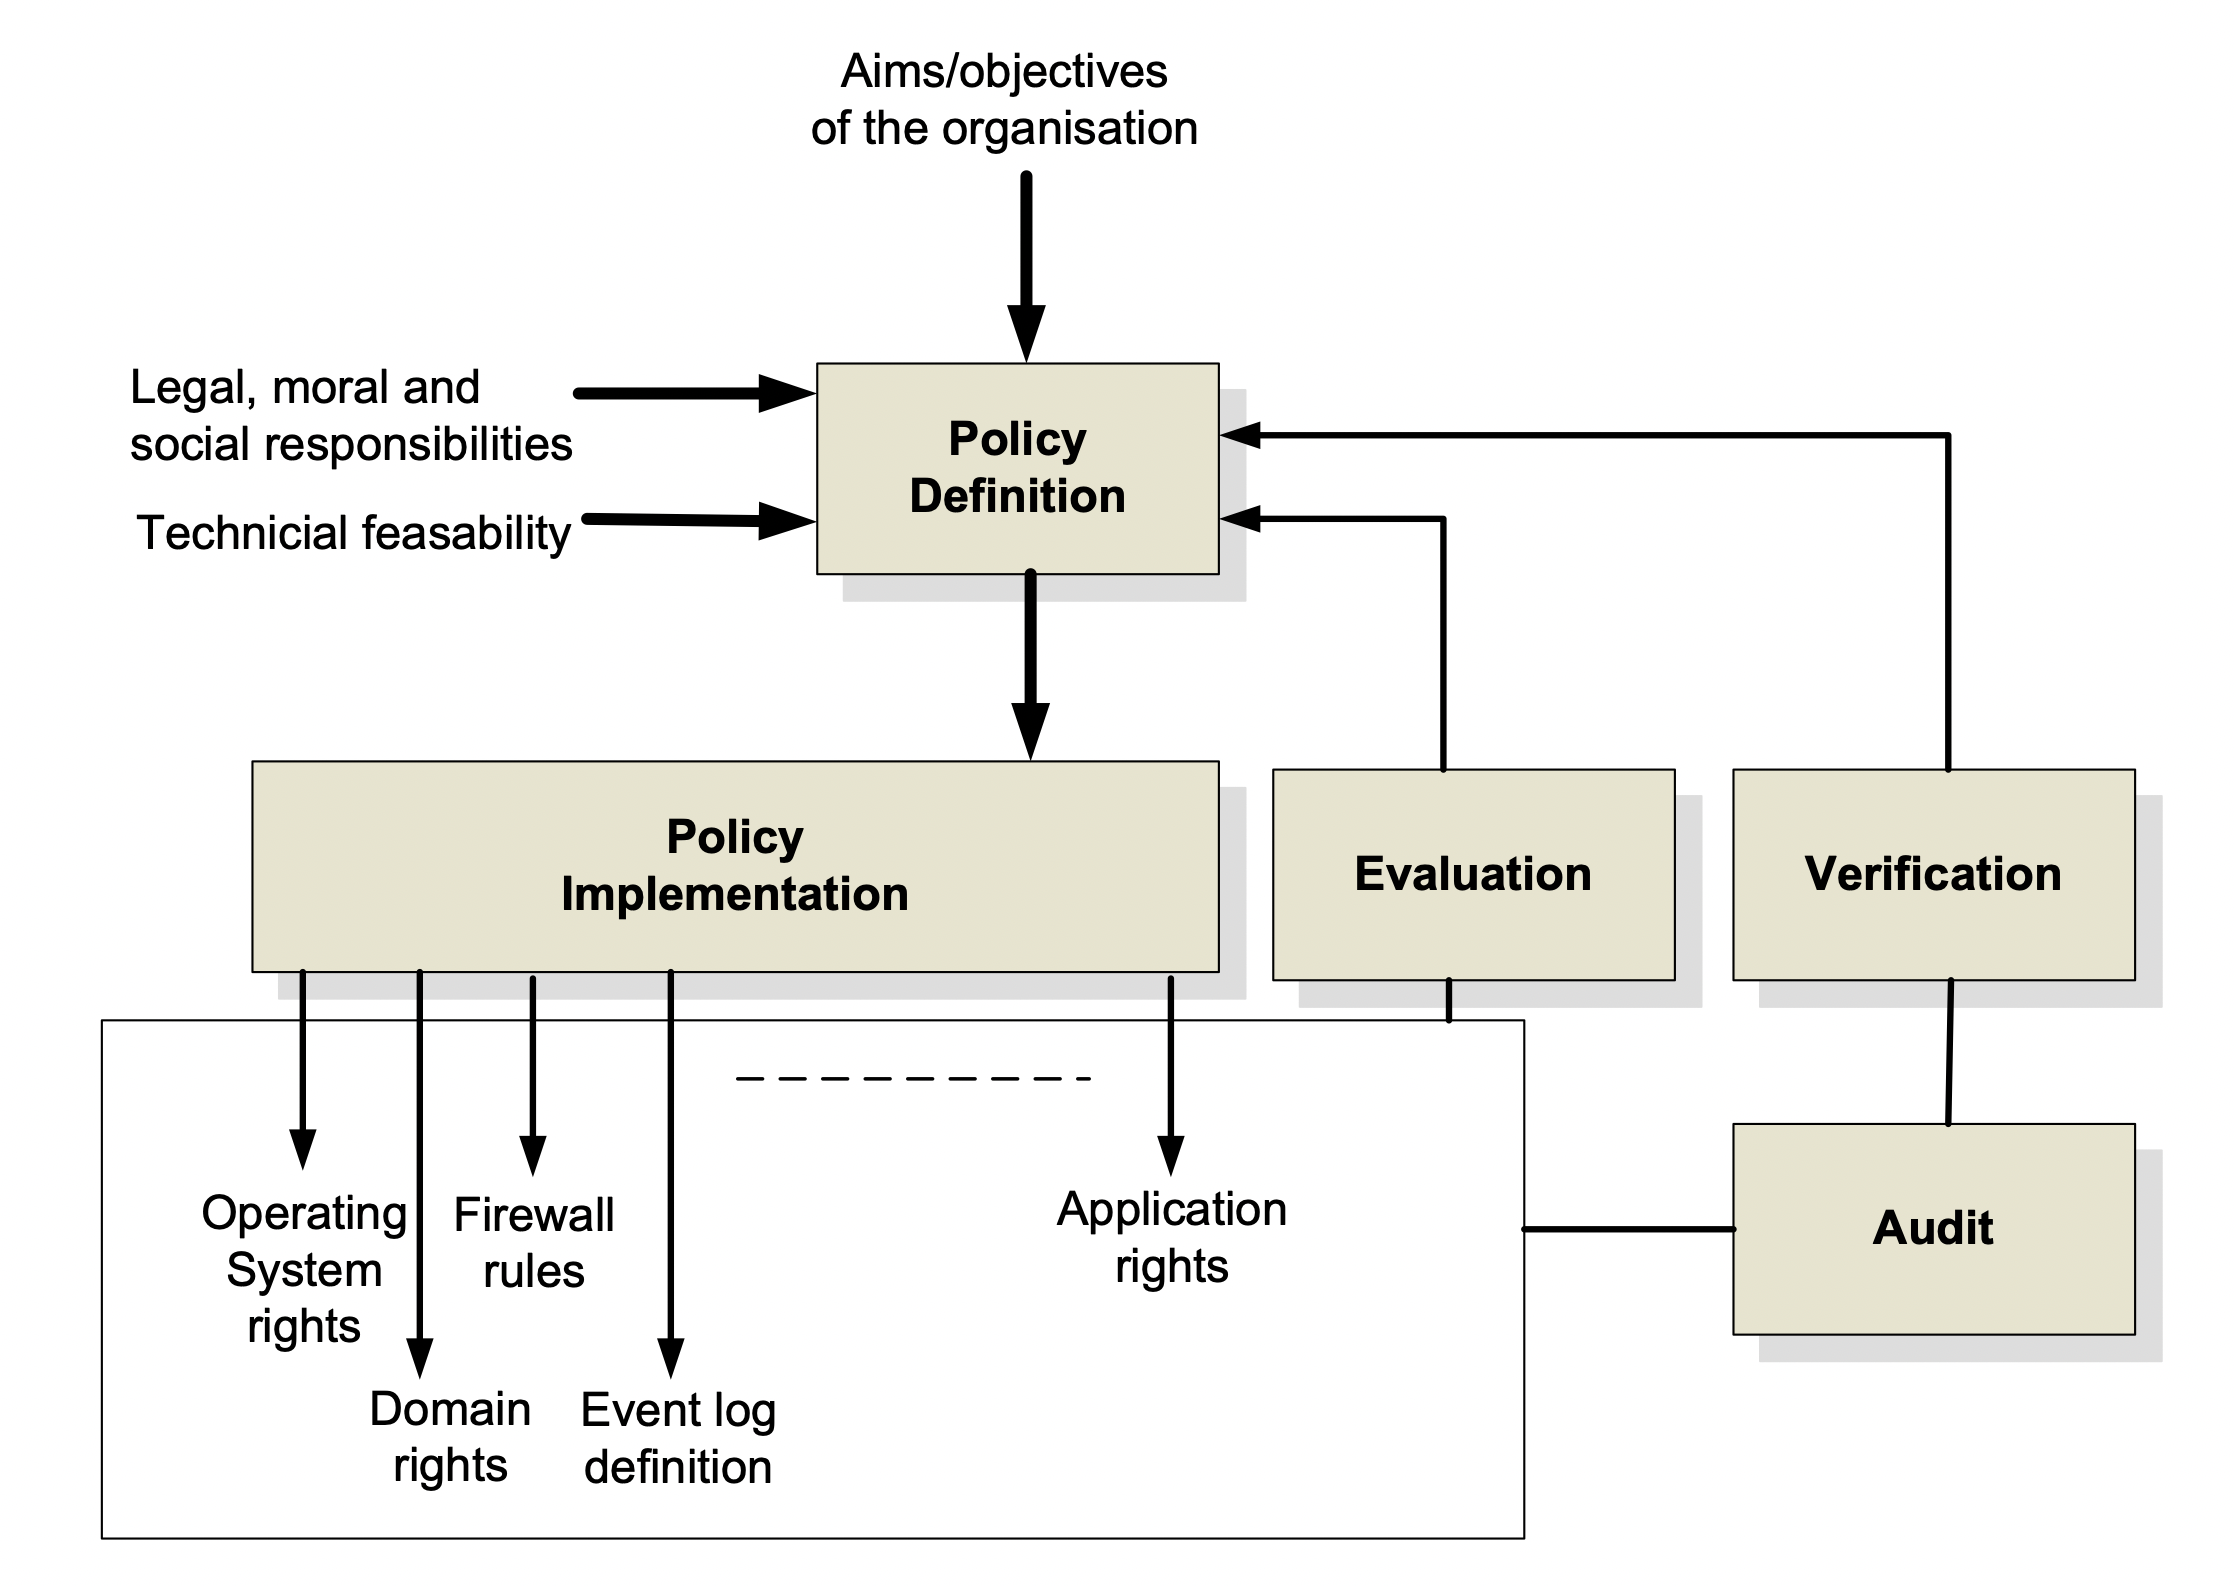 Aims/objectives
of the organisation
Legal, moral and
social responsibilities
Technicial feasability
Policy
Definition
Policy
Implementation
Evaluation
Verification
Operating
System
rights
Firewall
rules
Application
rights
Audit
Domain
rights
Event log
definition